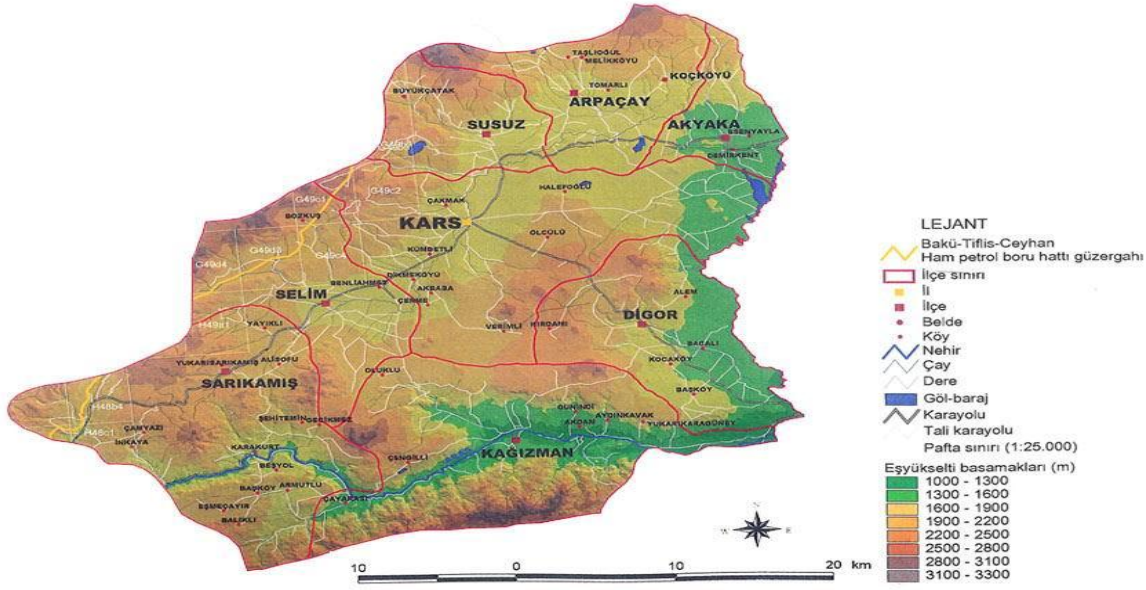 TAŞLIOĞUL
MELİKKÖYÜ
KOÇKÖYÜ
BÜYÜKÇATAK
TOMARLI
ARPAÇAY
SUSUZ
AKYAKA
ESENYAYLA
DEMİRKENT
G49c2
HALEFOĞLU
ÇAKMAK
G49c1
BOZKUŞ
KARS
ÖLÇÜLÜ
G49d3
G49c4
KÜMBETLİ
G49d4
DİKMEKÖYÜ
BENLİAHMET
AKBABA
ÇERME
SELİM
ALEM
DİGOR
H49a1
YAYIKLI
VERİMLİ
BACALI
YUKARISARIKAMIŞ
ALİSOFU
KOCAKÖY
SARIKAMIŞ
OLUKLU
BAŞKÖY
H48b4
ŞEHİTEMİN
GEÇİKMEZ
GÜNİNDİ
AYDINKAVAK
AKDAM
YUKARIKARAGÜNEY
H48c1
ÇAMYAZI
İNKAYA
KARAKURT
KAĞIZMAN
ÇENGİLLİ
BEŞYOL
BAŞKÖY
ARMUTLU
ÇAYARASI
EŞMEÇAYIR
BALIKLI
N
W
E
S
10 0 10 20 km
LEJANT
Bakü-Tiflis-Ceyhan
Ham petrol boru hattı güzergahı
İlçe sınırı
İl
İlçe
Belde
Köy
Nehir
Çay
Dere
Göl-baraj
Karayolu
Tali karayolu
Pafta sınırı (1:25.000)
Eşyükselti basamakları (m)
1000 - 1300
1300 - 1600
1600 - 1900
1900 - 2200
2200 - 2500
2500 - 2800
2800 - 3100
3100 - 3300